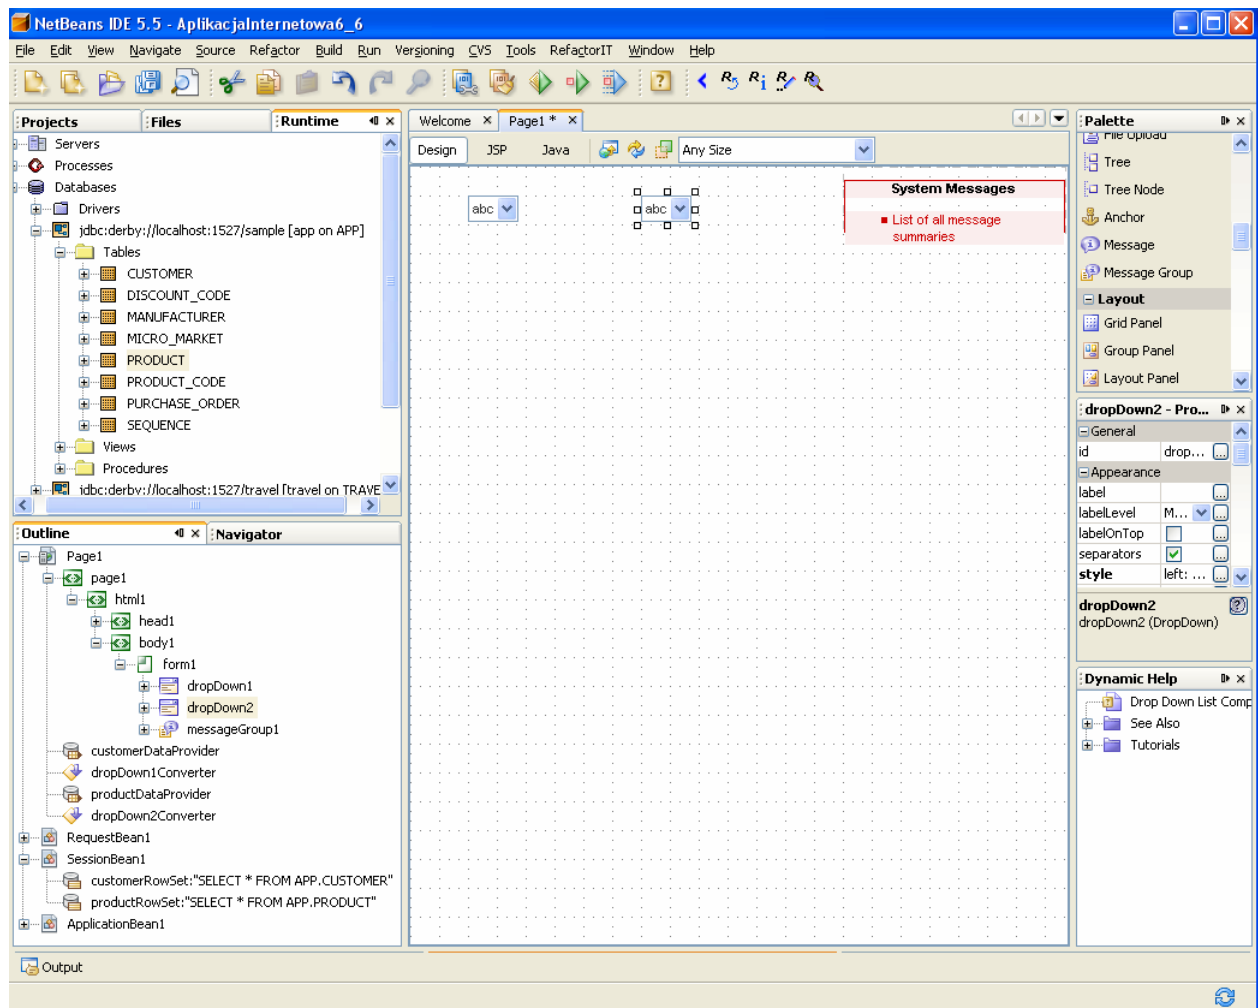 NetBeans IDE 5.5 - AplikacjaInternetowa6_6
File Edit View Navigate Source Refactor Build Run Versioning CVS Tools RefactorIT Window Help
Projects Files Runtime
Servers
Processes
Databases
Drivers
jdbc:derby://localhost:1527/sample [app on APP]
Tables
CUSTOMER
DISCOUNT_CODE
MANUFACTURER
MICRO_MARKET
PRODUCT
PRODUCT_CODE
PURCHASE_ORDER
SEQUENCE
Views
Procedures
jdbc:derby://localhost:1527/travel [travel on TRAVE
Outline Navigator
Page1
page1
html1
head1
body1
form1
dropDown1
dropDown2
messageGroup1
customerDataProvider
dropDown1Converter
productDataProvider
dropDown2Converter
RequestBean1
SessionBean1
customerRowSet:"SELECT * FROM APP.CUSTOMER"
productRowSet:"SELECT * FROM APP.PRODUCT"
ApplicationBean1
Output
Welcome Page1 *
Design JSP Java Any Size
abc abc
System Messages
List of all message
summaries
Palette
File Upload
Tree
Tree Node
Anchor
Message
Message Group
Layout
Grid Panel
Group Panel
Layout Panel
dropDown2 - Pro...
General
id drop... ...
Appearance
label ...
labelLevel M... ...
labelOnTop ...
separators ...
style left: ... ...
dropDown2
dropDown2 (DropDown)
Dynamic Help
Drop Down List Comp
See Also
Tutorials